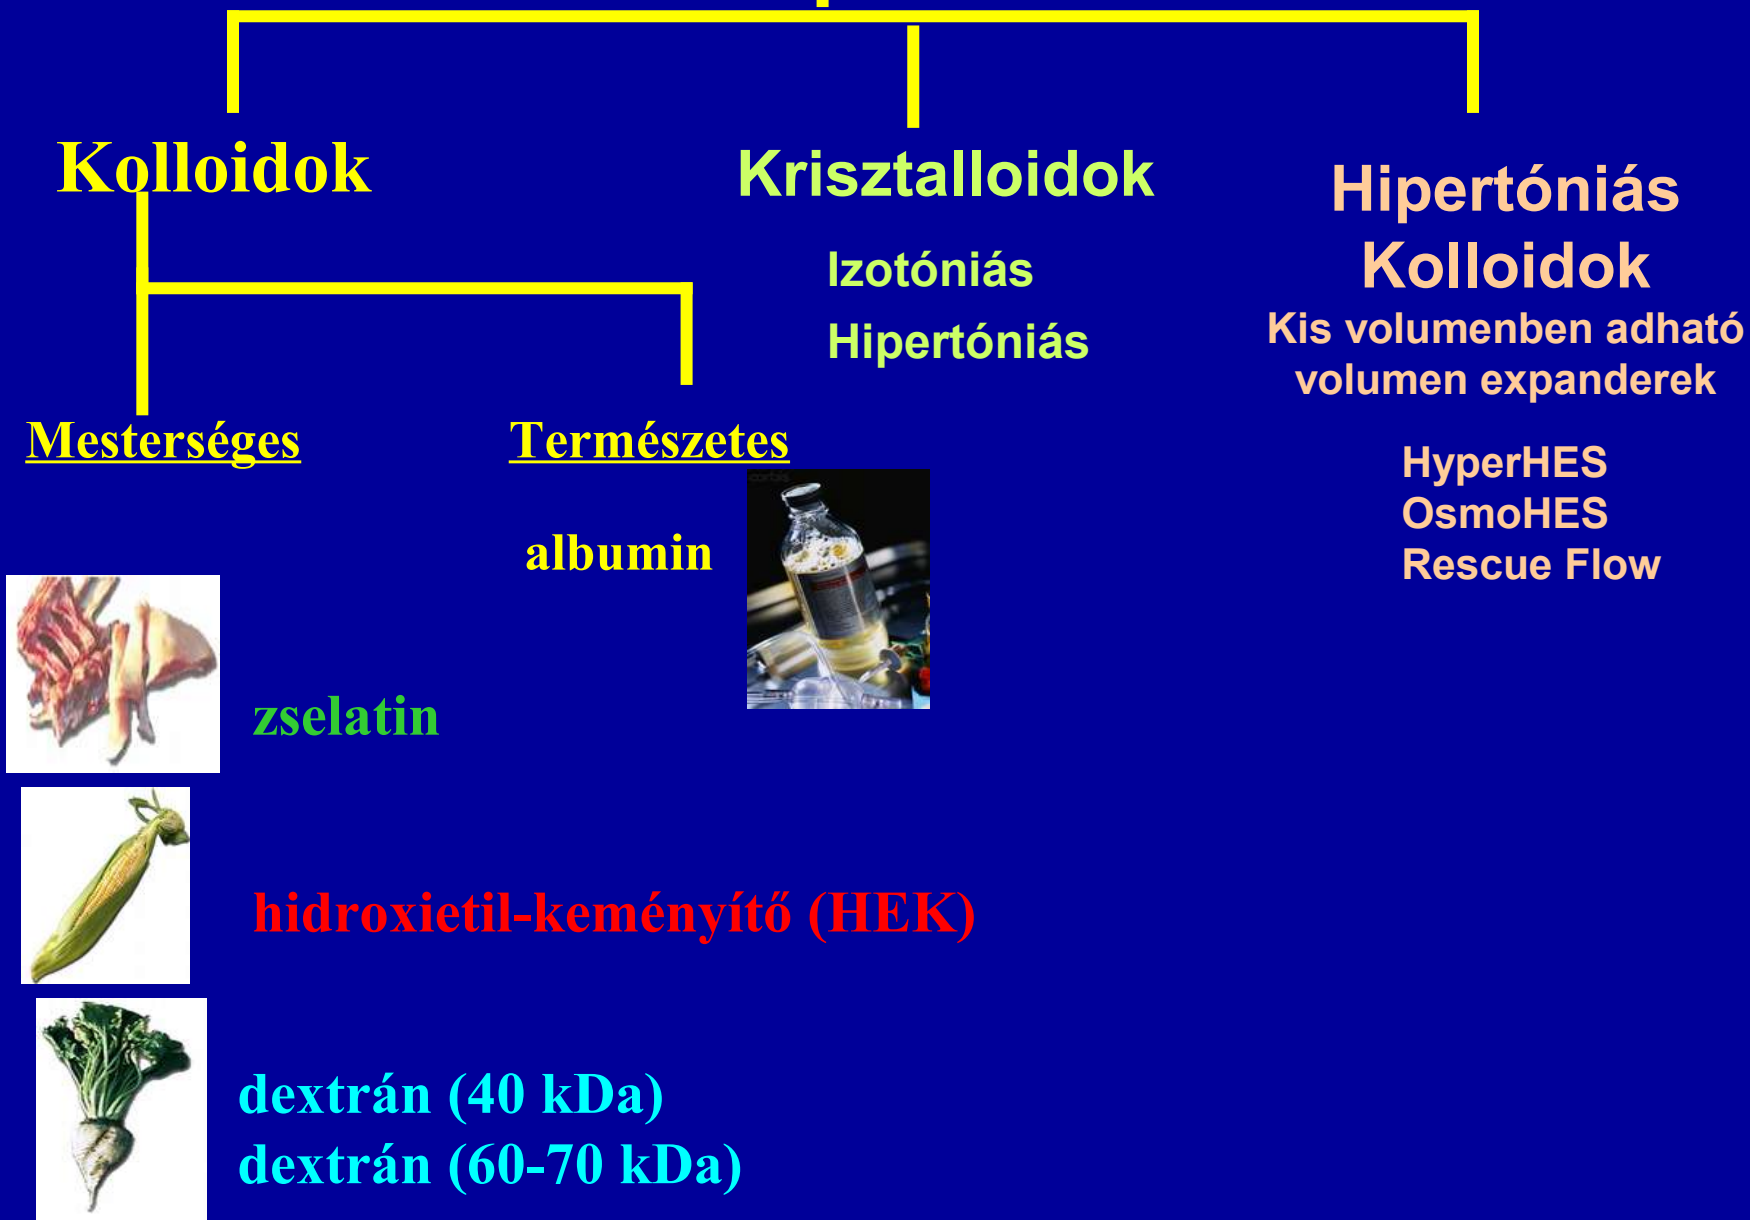 Kolloidok
Mesterséges
Természetes
albumin
corbis
zselatin
hidroxietil-keményítő (HEK)
dextrán (40 kDa)
dextrán (60-70 kDa)
Krisztalloidok
Izotóniás
Hipertóniás
Hipertóniás
Kolloidok
Kis volumenben adható
volumen expanderek
HyperHES
OsmoHES
Rescue Flow